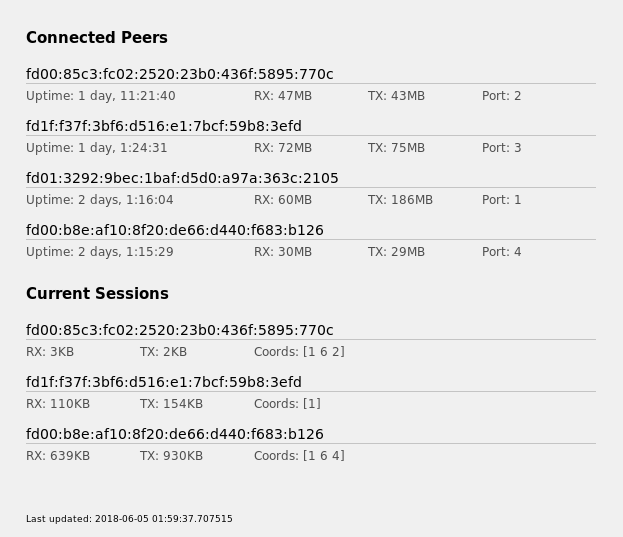 Connected Peers
fd00:85c3:fc02:2520:23b0:436f:5895:770c
Uptime: 1 day, 11:21:40 RX: 47MB TX: 43MB Port: 2
fd1f:f37f:3bf6:d516:e1:7bcf:59b8:3efd
Uptime: 1 day, 1:24:31 RX: 72MB TX: 75MB Port: 3
fd01:3292:9bec:1baf:d5d0:a97a:363c:2105
Uptime: 2 days, 1:16:04 RX: 60MB TX: 186MB Port: 1
fd00:b8e:af10:8f20:de66:d440:f683:b126
Uptime: 2 days, 1:15:29 RX: 30MB TX: 29MB Port: 4
Current Sessions
fd00:85c3:fc02:2520:23b0:436f:5895:770c
RX: 3KB TX: 2KB Coords: [1 6 2]
fd1f:f37f:3bf6:d516:e1:7bcf:59b8:3efd
RX: 110KB TX: 154KB Coords: [1]
fd00:b8e:af10:8f20:de66:d440:f683:b126
RX: 639KB TX: 930KB Coords: [1 6 4]
Last updated: 2018-06-05 01:59:37.707515